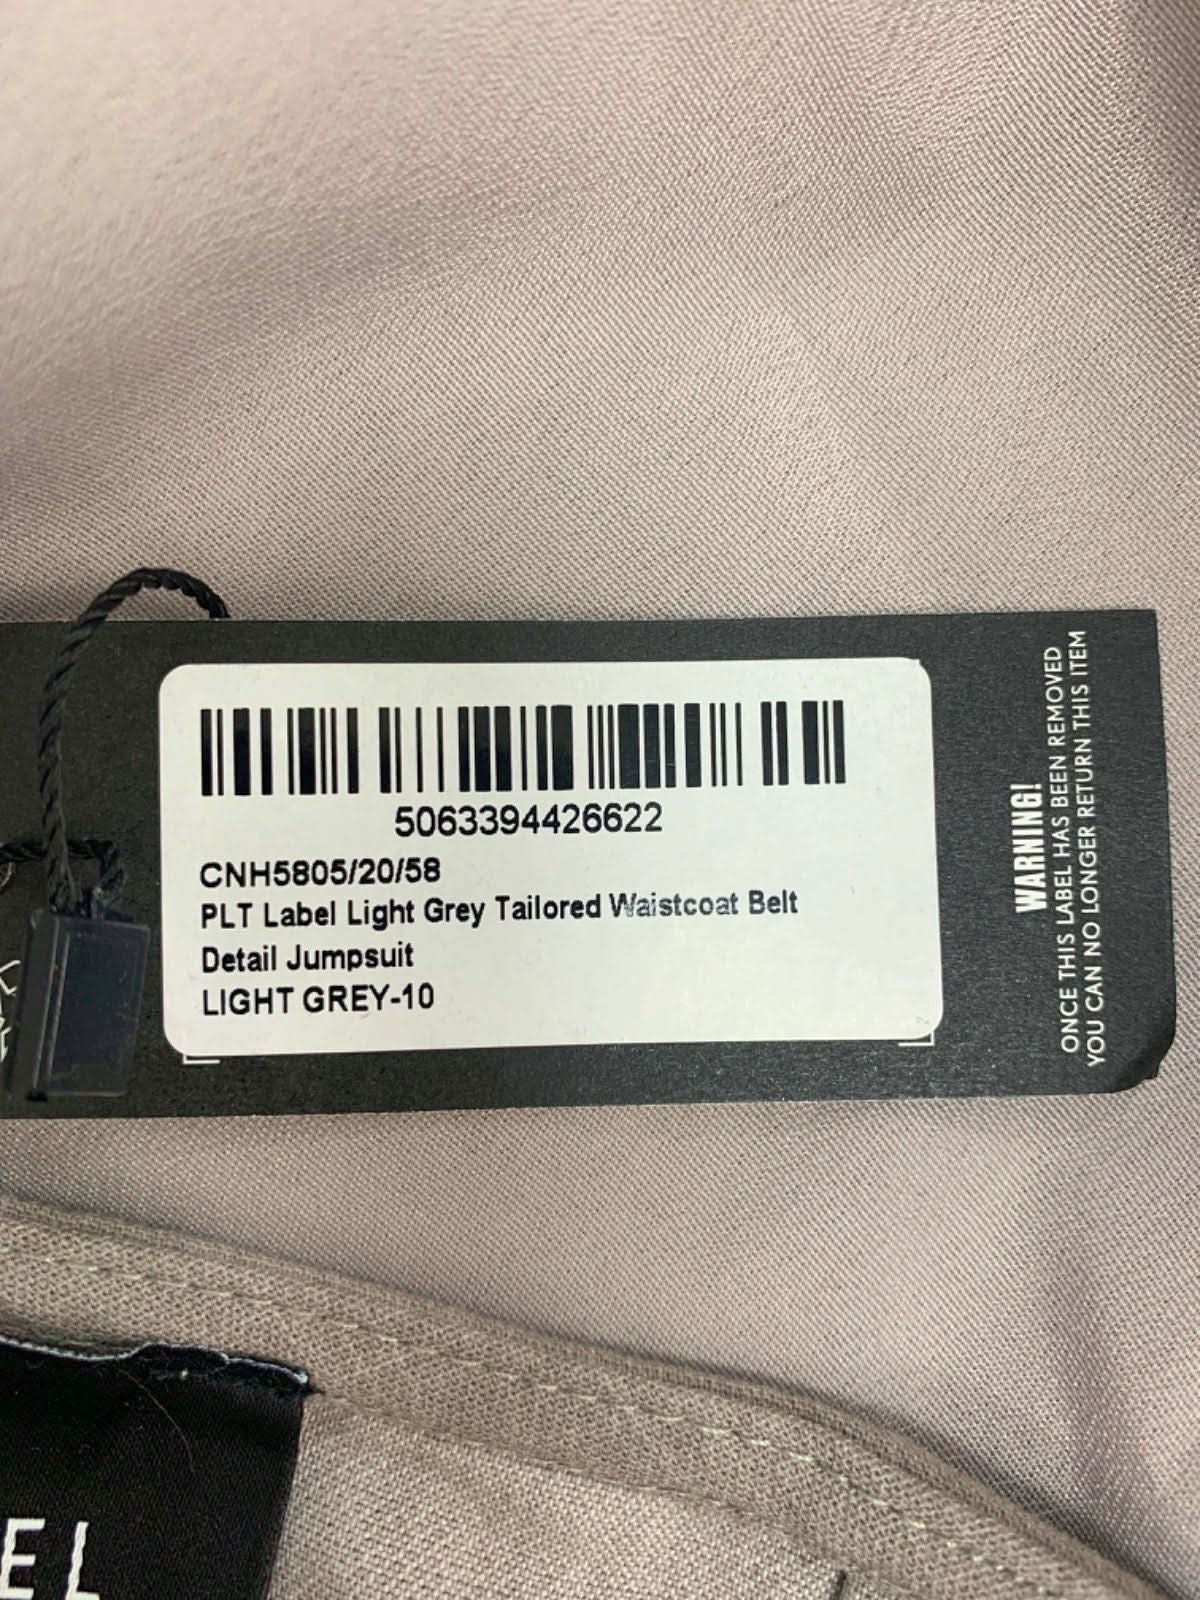 5063394426622
CNH5805/20/58
PLT Label Light Grey Tailored Waistcoat Belt
Detail Jumpsuit
LIGHT GREY-10
WARNING!
ONCE THIS LABEL HAS BEEN REMOVED
YOU CAN NO LONGER RETURN THIS ITEM
EL